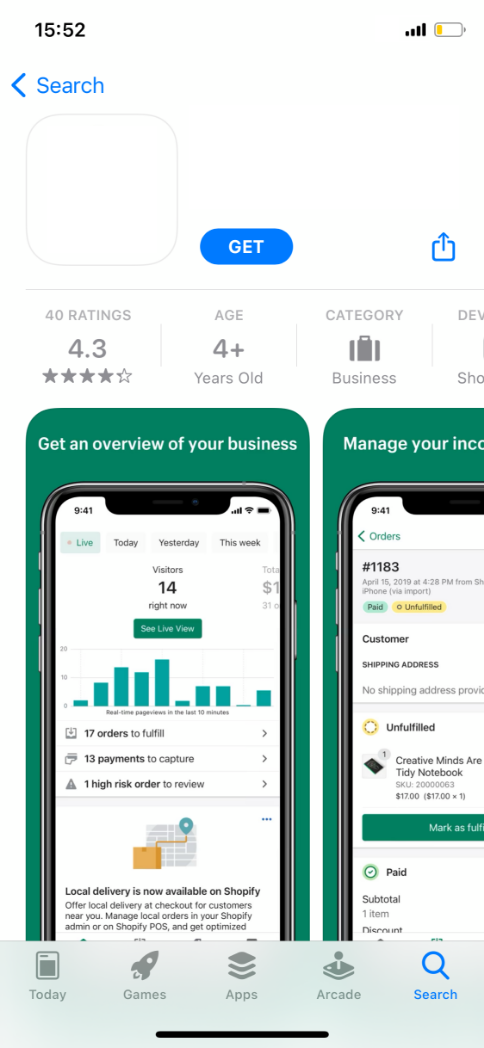 15:52
Search
GET
40 RATINGS
4.3
AGE
4+
Years Old
CATEGORY
Business
DEV
Sho
Get an overview of your business
9:41
Live Today Yesterday This week
Visitors
14
right now
Tota
$1
31 o
See Live View
20
10
0
Real-time pageviews in the last 10 minutes
17 orders to fulfill
13 payments to capture
1 high risk order to review
Local delivery is now available on Shopify
Offer local delivery at checkout for customers
near you. Manage local orders in your Shopify
admin or on Shopify POS, and get optimized
Manage your inco
9:41
Orders
#1183
April 15, 2019 at 4:28 PM from Sh
iPhone (via import)
Paid Unfulfilled
Customer
SHIPPING ADDRESS
No shipping address provid
Unfulfilled
1
Creative Minds Are
Tidy Notebook
SKU: 20000063
$17.00 ($17.00 × 1)
Mark as fulfi
Paid
Subtotal
1 item
Discount
Today
Games
Apps
Arcade
Search